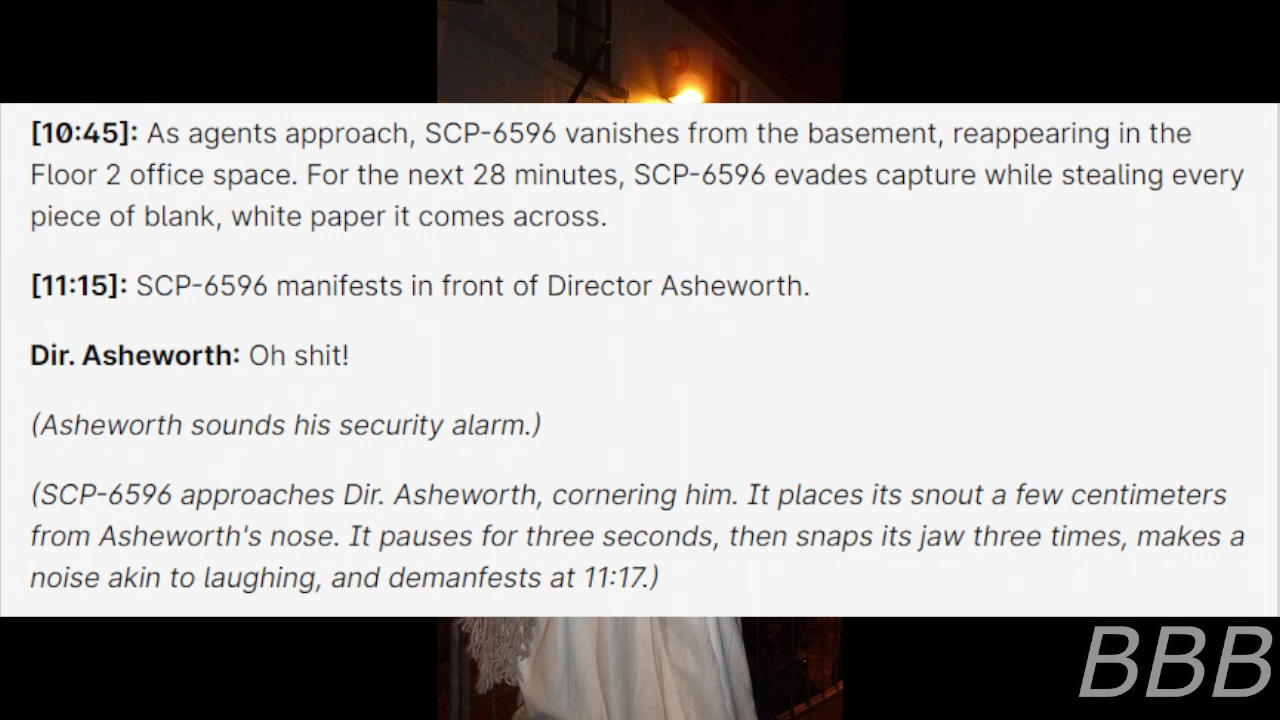 [10:45]: As agents approach, SCP-6596 vanishes from the basement, reappearing in the
Floor 2 office space. For the next 28 minutes, SCP-6596 evades capture while stealing every
piece of blank, white paper it comes across.
[11:15]: SCP-6596 manifests in front of Director Asheworth.
Dir. Asheworth: Oh shit!
(Asheworth sounds his security alarm.)
(SCP-6596 approaches Dir. Asheworth, cornering him. It places its snout a few centimeters
from Asheworth's nose. It pauses for three seconds, then snaps its jaw three times, makes a
noise akin to laughing, and demanfests at 11:17.)
BBB